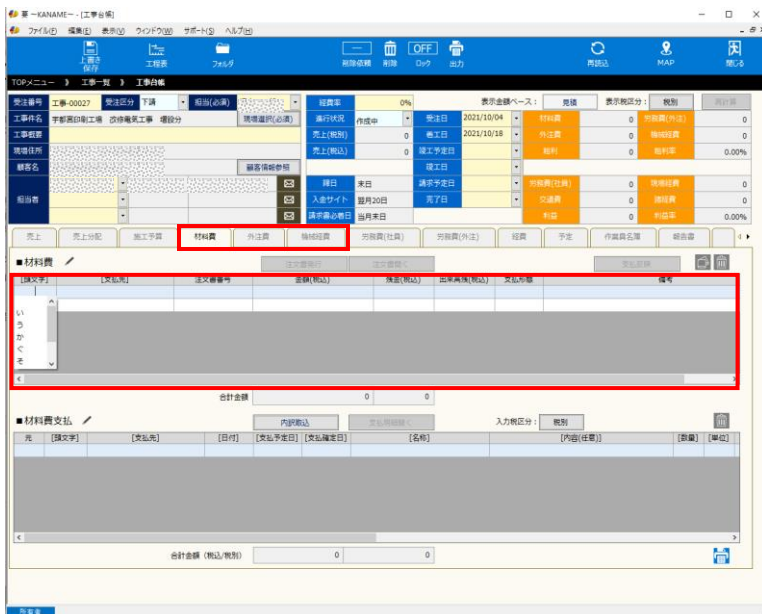 夢 ーKANAMEー - [工事台帳]
ファイル(F) 編集(E) 表示(V) ウィンドウ(W) サポート(S) ヘルプ(H)
上書き保存 工程表 フォルダ 削除依頼 削除 OFF ロック 出力 再読込 MAP 閉じる
TOPメニュー 》 工事一覧 》 工事台帳
受注番号 工事-00027 受注区分 下請 担当(必須) 経費率 0% 表示金額ベース： 見積 表示税区分： 税別 再計算
工事件名 宇都宮印刷工場 改修電気工事 増設分 現場選択(必須) 進行状況 作成中 受注日 2021/10/04 材料費 0 労務費(外注) 0
工事概要 売上(税別) 0 着工日 2021/10/18 外注費 0 機械経費 0
現場住所 売上(税込) 0 竣工予定日 粗利 0 粗利率 0.00%
顧客名 顧客情報参照 竣工日
締日 末日 請求予定日 労務費(社員) 0 現場経費 0
担当者 入金サイト 翌月20日 完了日 交通費 0 諸経費 0
請求書必着日 当月末日 利益 0 利益率 0.00%
売上 売上分配 施工予算 材料費 外注費 機械経費 労務費(社員) 労務費(外注) 経費 予定 作業員名簿 報告書
■材料費 注文書発行 注文書開く
[頭文字] [支払先] 注文書番号 金額(税込) 残金(税込) 出来高残(税込) 支払形態 備考
い
う
か
ぐ
そ
合計金額 0 0
■材料費支払 内訳取込 入力税区分： 税別
元 [頭文字] [支払先] [日付] [支払予定日] [支払確定日] [名称] [内容(任意)] [数量] [単位]
合計金額（税込/税別） 0 0
所有者